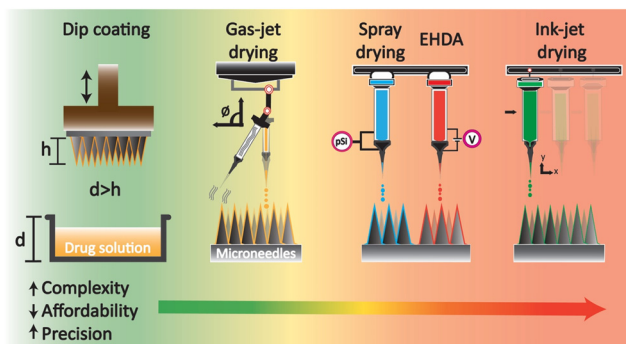 Dip coating
Gas-jet
drying
Spray
drying
EHDA
Ink-jet
drying
h
d>h
d
Drug solution
ø
Microneedles
pSi
V
y
x
Complexity
Affordability
Precision